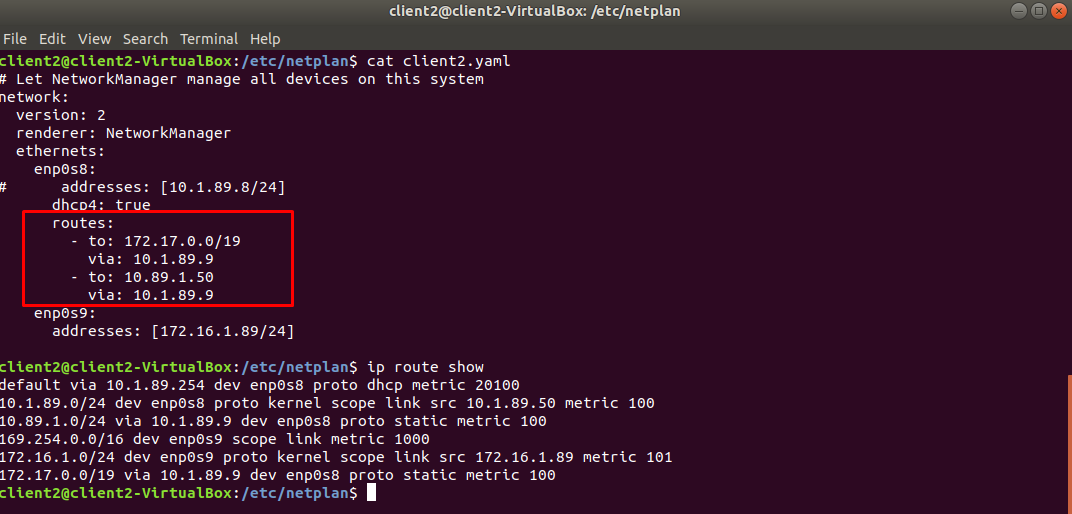 client2@client2-VirtualBox: /etc/netplan
File Edit View Search Terminal Help
client2@client2-VirtualBox:/etc/netplan$ cat client2.yaml
# Let NetworkManager manage all devices on this system
network:
  version: 2
  renderer: NetworkManager
  ethernets:
    enp0s8:
#      addresses: [10.1.89.8/24]
      dhcp4: true
      routes:
        - to: 172.17.0.0/19
          via: 10.1.89.9
        - to: 10.89.1.50
          via: 10.1.89.9
    enp0s9:
      addresses: [172.16.1.89/24]
client2@client2-VirtualBox:/etc/netplan$ ip route show
default via 10.1.89.254 dev enp0s8 proto dhcp metric 20100
10.1.89.0/24 dev enp0s8 proto kernel scope link src 10.1.89.50 metric 100
10.89.1.0/24 via 10.1.89.9 dev enp0s8 proto static metric 100
169.254.0.0/16 dev enp0s9 scope link metric 1000
172.16.1.0/24 dev enp0s9 proto kernel scope link src 172.16.1.89 metric 101
172.17.0.0/19 via 10.1.89.9 dev enp0s8 proto static metric 100
client2@client2-VirtualBox:/etc/netplan$